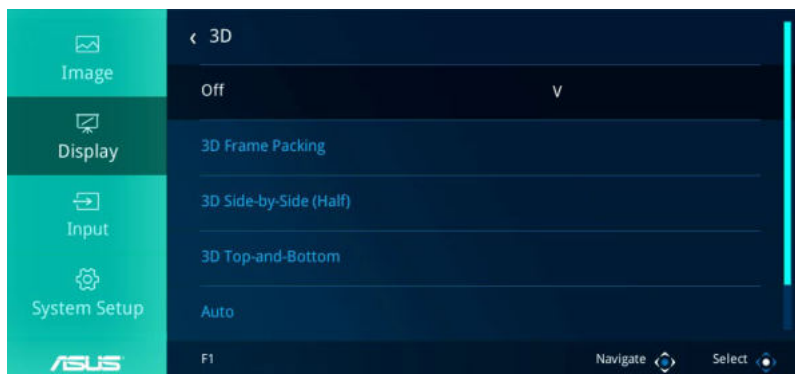 Image
Display
Input
System Setup
ASUS
‹ 3D
Off V
3D Frame Packing
3D Side-by-Side (Half)
3D Top-and-Bottom
Auto
F1 Navigate Select